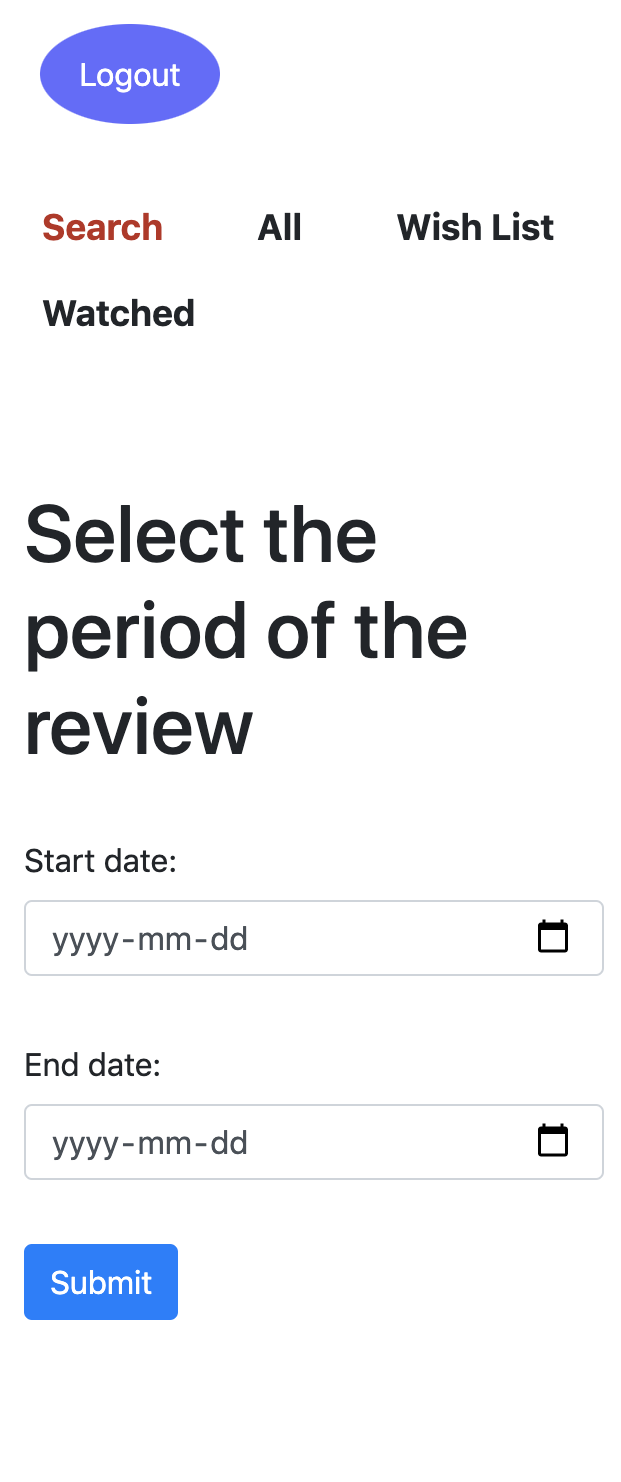 Logout
Search All Wish List
Watched
Select the
period of the
review
Start date:
yyyy-mm-dd
End date:
yyyy-mm-dd
Submit